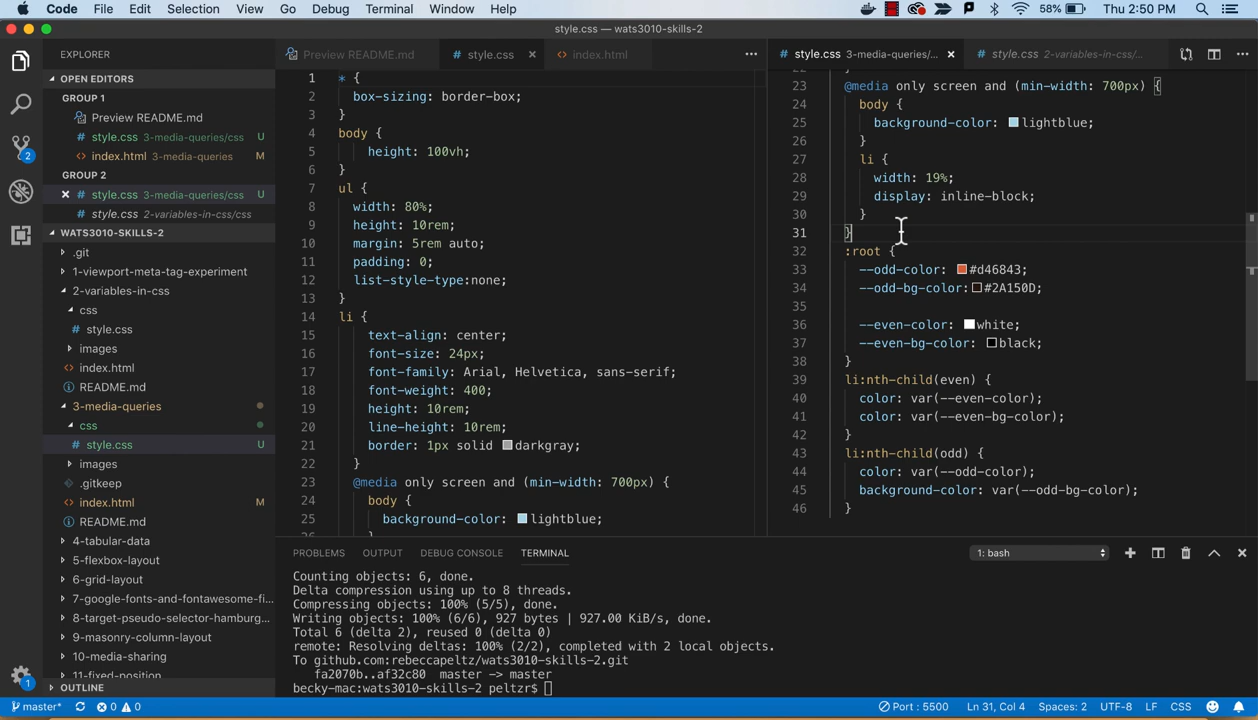 Code File Edit Selection View Go Debug Terminal Window Help 58% Thu 2:50 PM
style.css — wats3010-skills-2
EXPLORER
OPEN EDITORS
GROUP 1
Preview README.md
# style.css 3-media-queries/css U
<> index.html 3-media-queries M
GROUP 2
× # style.css 3-media-queries/css U
# style.css 2-variables-in-css/css
WATS3010-SKILLS-2
.git
1-viewport-meta-tag-experiment
2-variables-in-css
css
# style.css
images
<> index.html
README.md
3-media-queries
css
# style.css U
images
.gitkeep
<> index.html M
README.md
4-tabular-data
5-flexbox-layout
6-grid-layout
7-google-fonts-and-fontawesome-fi...
8-target-pseudo-selector-hamburg...
9-masonry-column-layout
10-media-sharing
11-fixed-position
OUTLINE
2
1
Preview README.md # style.css × <> index.html ...
1 * {
2 box-sizing: border-box;
3 }
4 body {
5 height: 100vh;
6 }
7 ul {
8 width: 80%;
9 height: 10rem;
10 margin: 5rem auto;
11 padding: 0;
12 list-style-type:none;
13 }
14 li {
15 text-align: center;
16 font-size: 24px;
17 font-family: Arial, Helvetica, sans-serif;
18 font-weight: 400;
19 height: 10rem;
20 line-height: 10rem;
21 border: 1px solid darkgray;
22 }
23 @media only screen and (min-width: 700px) {
24 body {
25 background-color: lightblue;
26 }
# style.css 3-media-queries/... × # style.css 2-variables-in-css/... ...
22 }
23 @media only screen and (min-width: 700px) {
24 body {
25 background-color: lightblue;
26 }
27 li {
28 width: 19%;
29 display: inline-block;
30 }
31 }
32 :root {
33 --odd-color: #d46843;
34 --odd-bg-color: #2A150D;
35
36 --even-color: white;
37 --even-bg-color: black;
38 }
39 li:nth-child(even) {
40 color: var(--even-color);
41 color: var(--even-bg-color);
42 }
43 li:nth-child(odd) {
44 color: var(--odd-color);
45 background-color: var(--odd-bg-color);
46 }
PROBLEMS OUTPUT DEBUG CONSOLE TERMINAL 1: bash
Counting objects: 6, done.
Delta compression using up to 8 threads.
Compressing objects: 100% (5/5), done.
Writing objects: 100% (6/6), 927 bytes | 927.00 KiB/s, done.
Total 6 (delta 2), reused 0 (delta 0)
remote: Resolving deltas: 100% (2/2), completed with 2 local objects.
To github.com:rebeccapeltz/wats3010-skills-2.git
fa2070b..af32c80 master -> master
becky-mac:wats3010-skills-2 peltzr$
master* 0 0 Port : 5500 Ln 31, Col 4 Spaces: 2 UTF-8 LF CSS